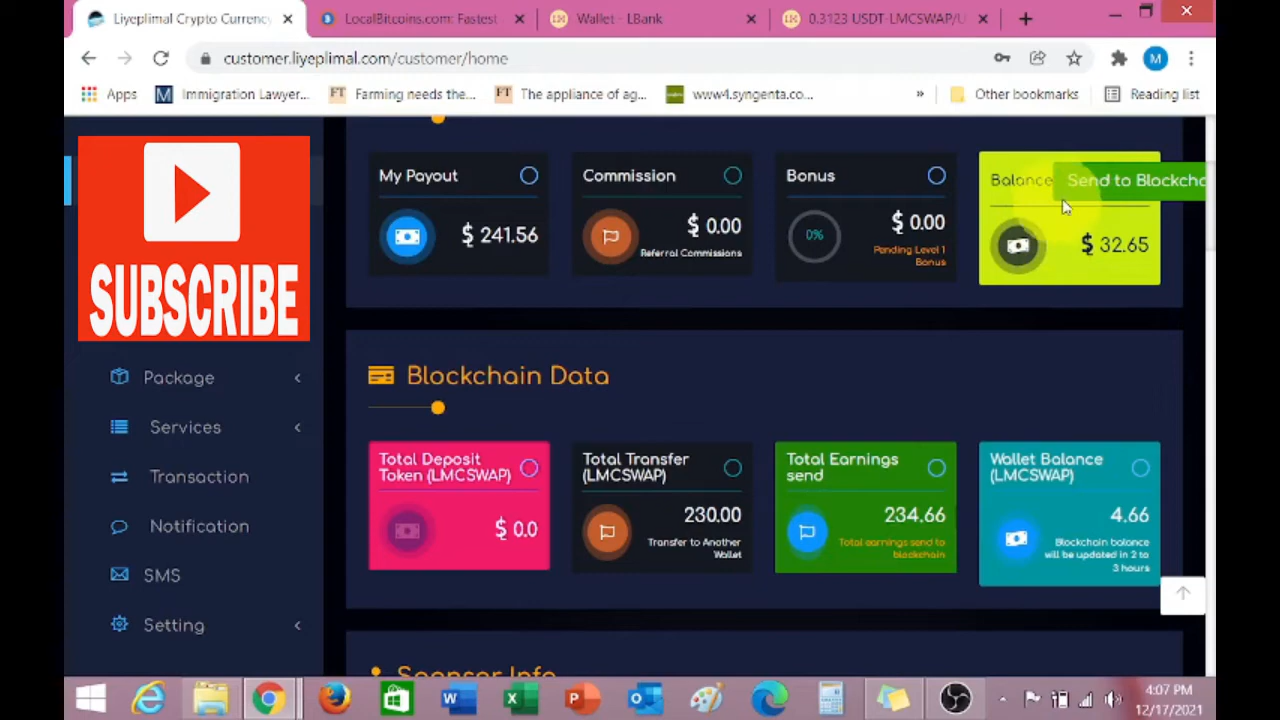 Liyeplimal Crypto Currency
LocalBitcoins.com: Fastest
Wallet - LBank
0.3123 USDT-LMCSWAP/U
customer.liyeplimal.com/customer/home
M
Apps
Immigration Lawyer...
Farming needs the...
The appliance of ag...
www4.syngenta.co...
»
Other bookmarks
Reading list
SUBSCRIBE
My Payout
$ 241.56
Commission
$ 0.00
Referral Commissions
Bonus
0%
$ 0.00
Pending Level 1
Bonus
Balance
Send to Blockcha
$ 32.65
Package
Services
Transaction
Notification
SMS
Setting
Blockchain Data
Total Deposit
Token (LMCSWAP)
$ 0.0
Total Transfer
(LMCSWAP)
230.00
Transfer to Another
Wallet
Total Earnings
send
234.66
Total earnings send to
blockchain
Wallet Balance
(LMCSWAP)
4.66
Blockchain balance
will be updated in 2 to
3 hours
Sponsor Info
4:07 PM
12/17/2021